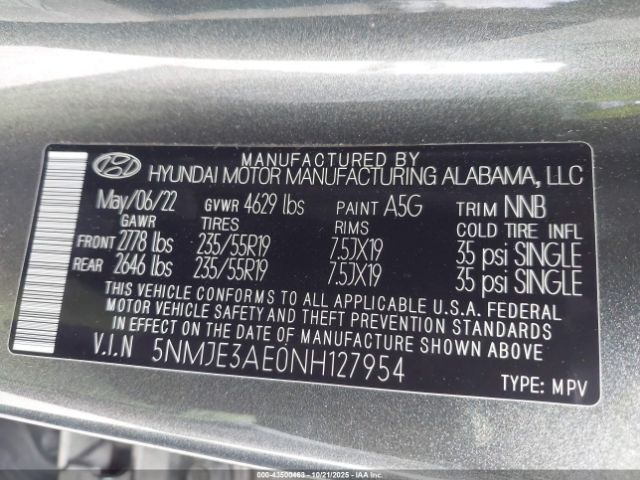 MANUFACTURED BY
HYUNDAI MOTOR MANUFACTURING ALABAMA, LLC
May/06/22 GVWR 4629 lbs PAINT A5G TRIM NNB
GAWR TIRES RIMS COLD TIRE INFL
FRONT 2778 lbs 235/55R19 7.5JX19 35 psi SINGLE
REAR 2646 lbs 235/55R19 7.5JX19 35 psi SINGLE
THIS VEHICLE CONFORMS TO ALL APPLICABLE U.S.A. FEDERAL
MOTOR VEHICLE SAFETY AND THEFT PREVENTION STANDARDS
IN EFFECT ON THE DATE OF MANUFACTURE SHOWN ABOVE.
V.I.N 5NMJE3AE0NH127954
TYPE: MPV
000-43500463 - 10/21/2025 - IAAI.COM